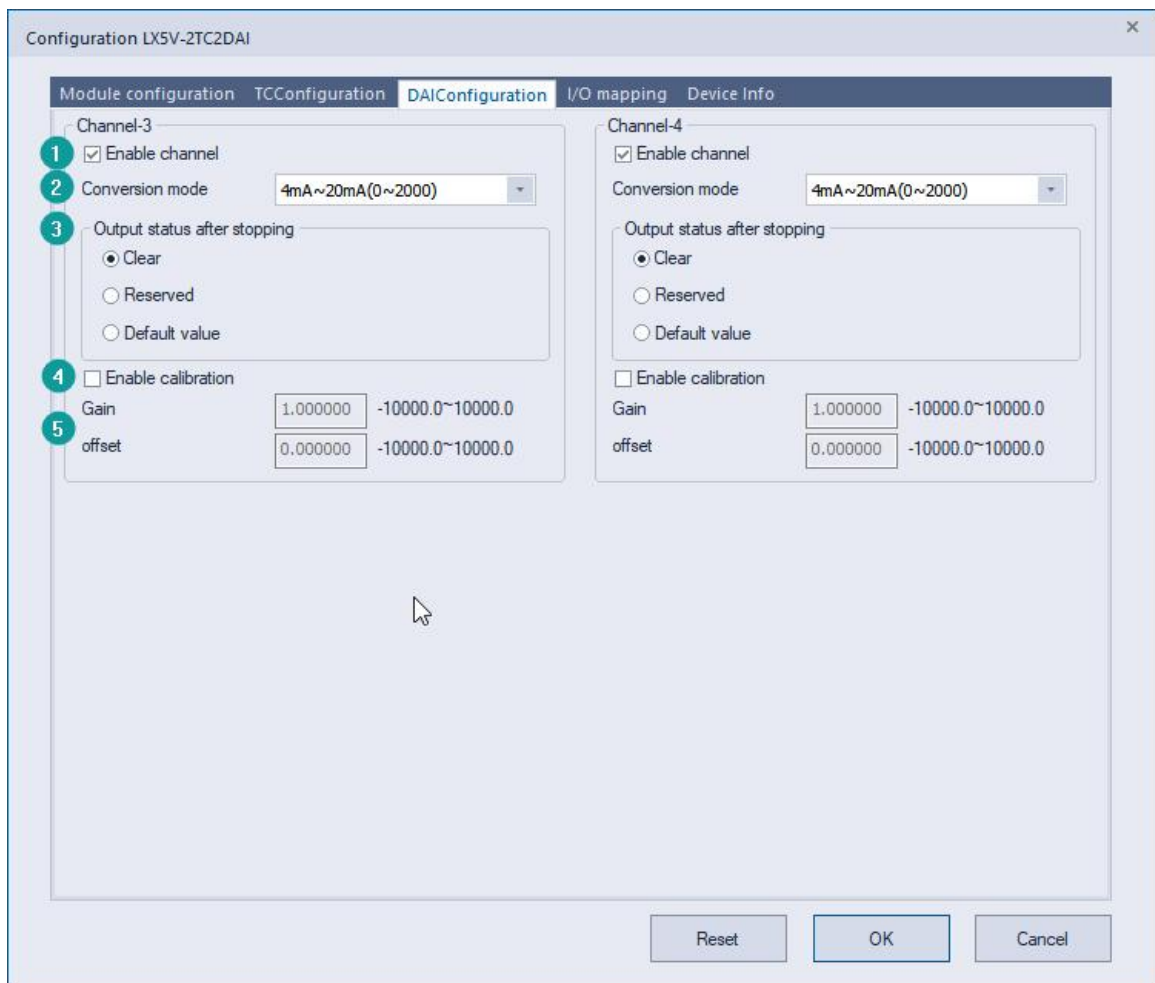 Configuration LX5V-2TC2DAI
×
Module configuration TCConfiguration DAIConfiguration I/O mapping Device Info
Channel-3
1 Enable channel
2 Conversion mode 4mA~20mA(0~2000)
3 Output status after stopping
Clear
Reserved
Default value
4 Enable calibration
Gain 1.000000 -10000.0~10000.0
5
offset 0.000000 -10000.0~10000.0
Channel-4
Enable channel
Conversion mode 4mA~20mA(0~2000)
Output status after stopping
Clear
Reserved
Default value
Enable calibration
Gain 1.000000 -10000.0~10000.0
offset 0.000000 -10000.0~10000.0
Reset OK Cancel